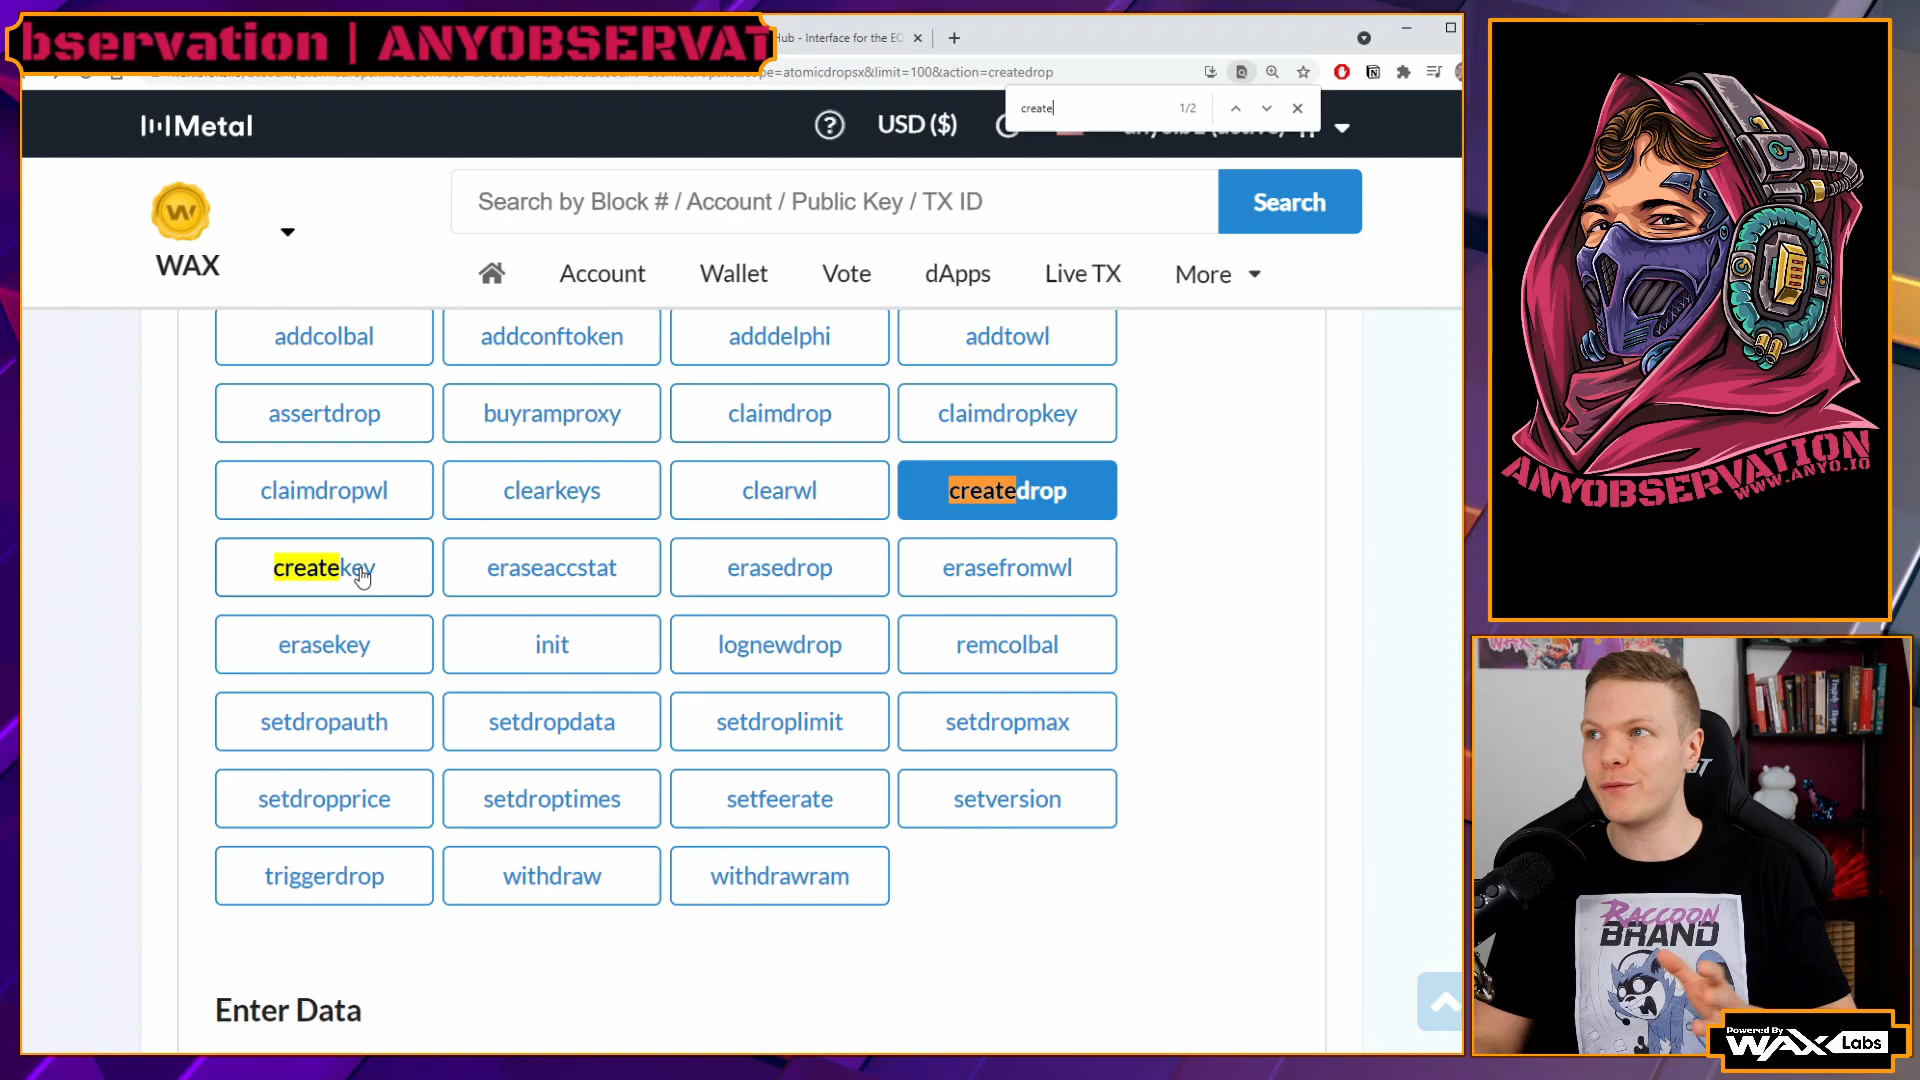 bservation | ANYOBSERVAT
Hub - Interface for the EO
pe=atomicdropsx&limit=100&action=createdrop
create 1/2
Metal
USD ($)
WAX
Search by Block # / Account / Public Key / TX ID
Search
Account Wallet Vote dApps Live TX More
addcolbal addconftoken adddelphi addtowl
assertdrop buyramproxy claimdrop claimdropkey
claimdropwl clearkeys clearwl createdrop
createkey eraseaccstat erasedrop erasefromwl
erasekey init lognewdrop remcolbal
setdropauth setdropdata setdroplimit setdropmax
setdropprice setdroptimes setfeerate setversion
triggerdrop withdraw withdrawram
Enter Data
ANYOBSERVATION
WWW.ANYO.IO
RACCOON
BRAND
Powered By
WAX Labs